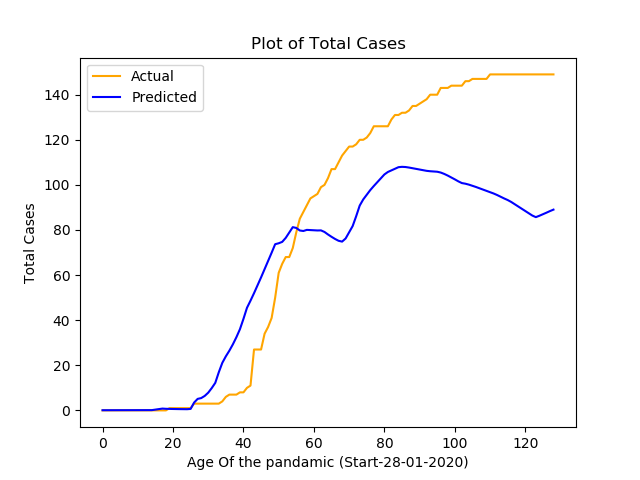 Plot of Total Cases
Actual
Predicted
140
120
100
80
60
40
20
0
Total Cases
0 20 40 60 80 100 120
Age Of the pandamic (Start-28-01-2020)